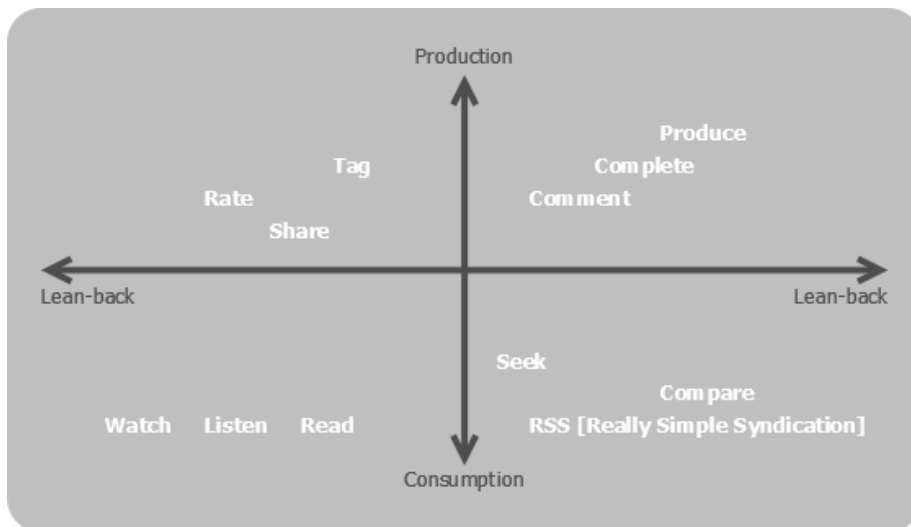 Production
Produce
Tag Complete
Rate Comment
Share
Lean-back Lean-back
Seek
Compare
Watch Listen Read RSS [Really Simple Syndication]
Consumption